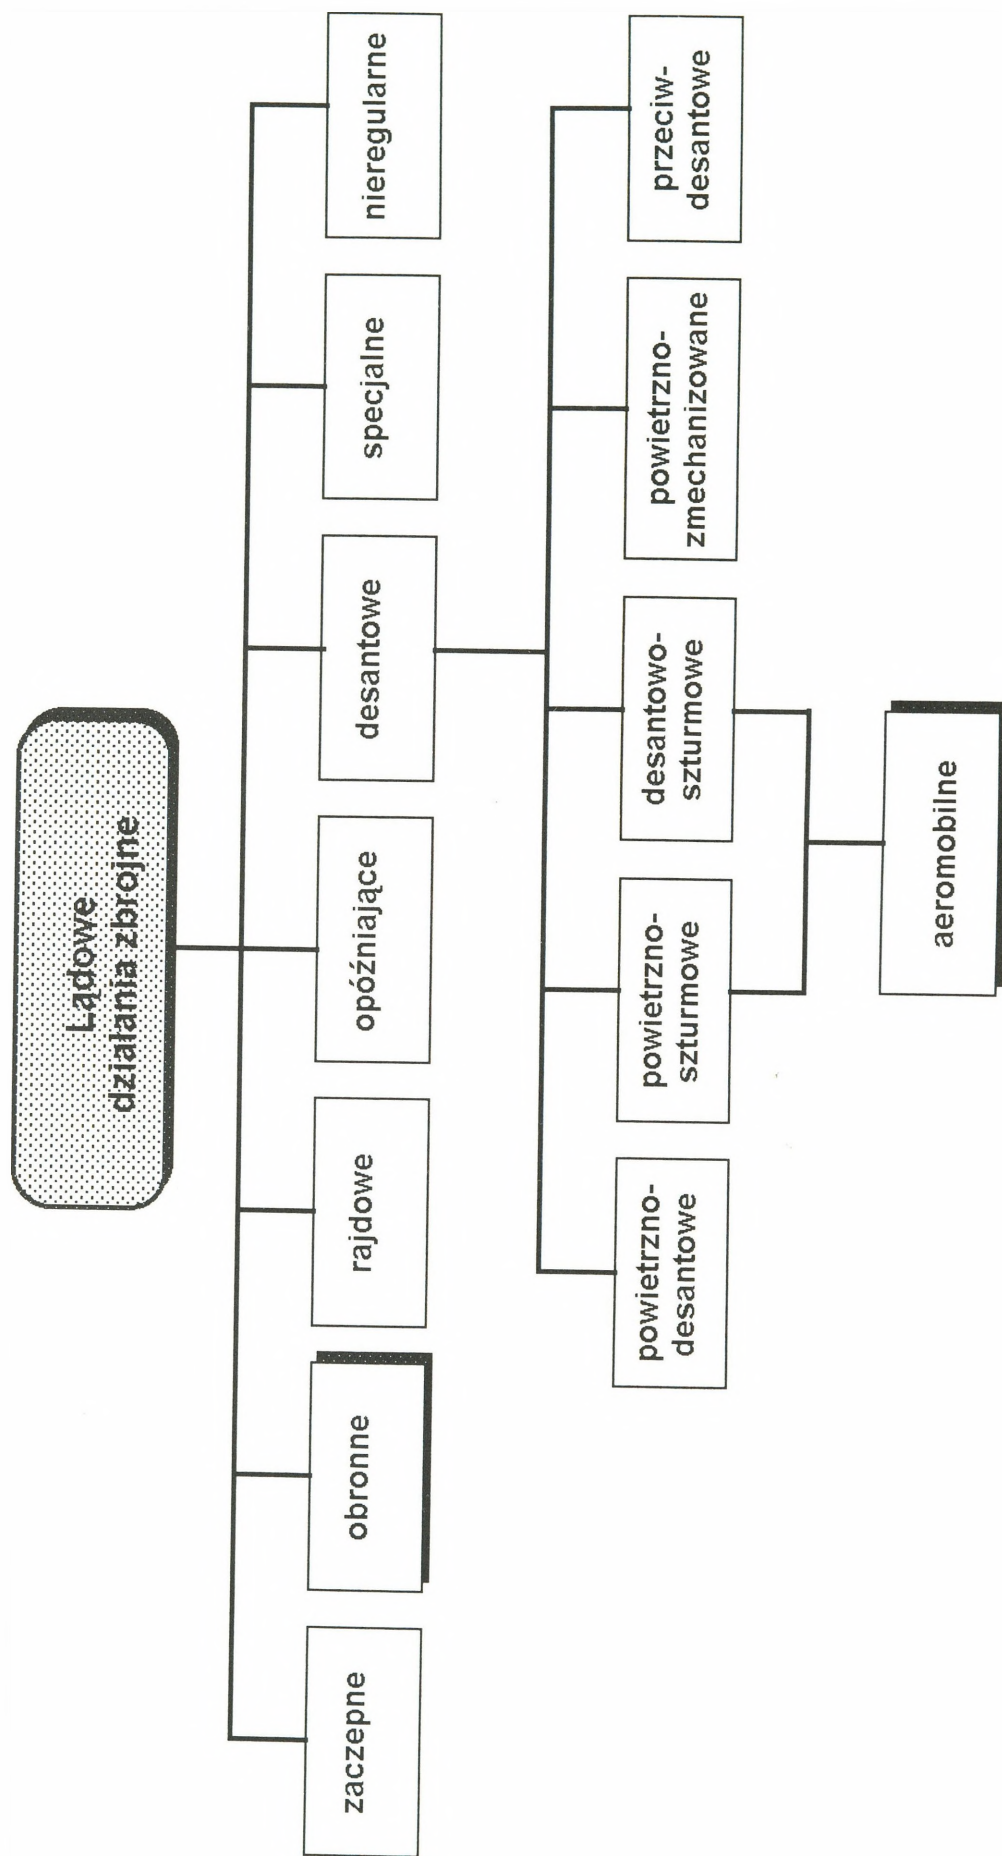 Lądowe
działania zbrojne
zaczepne
obronne
rajdowe
opóźniające
desantowe
specjalne
nieregularne
powietrzno-
desantowe
powietrzno-
szturmowe
desantowo-
szturmowe
powietrzno-
zmechanizowane
przeciw-
desantowe
aeromobilne